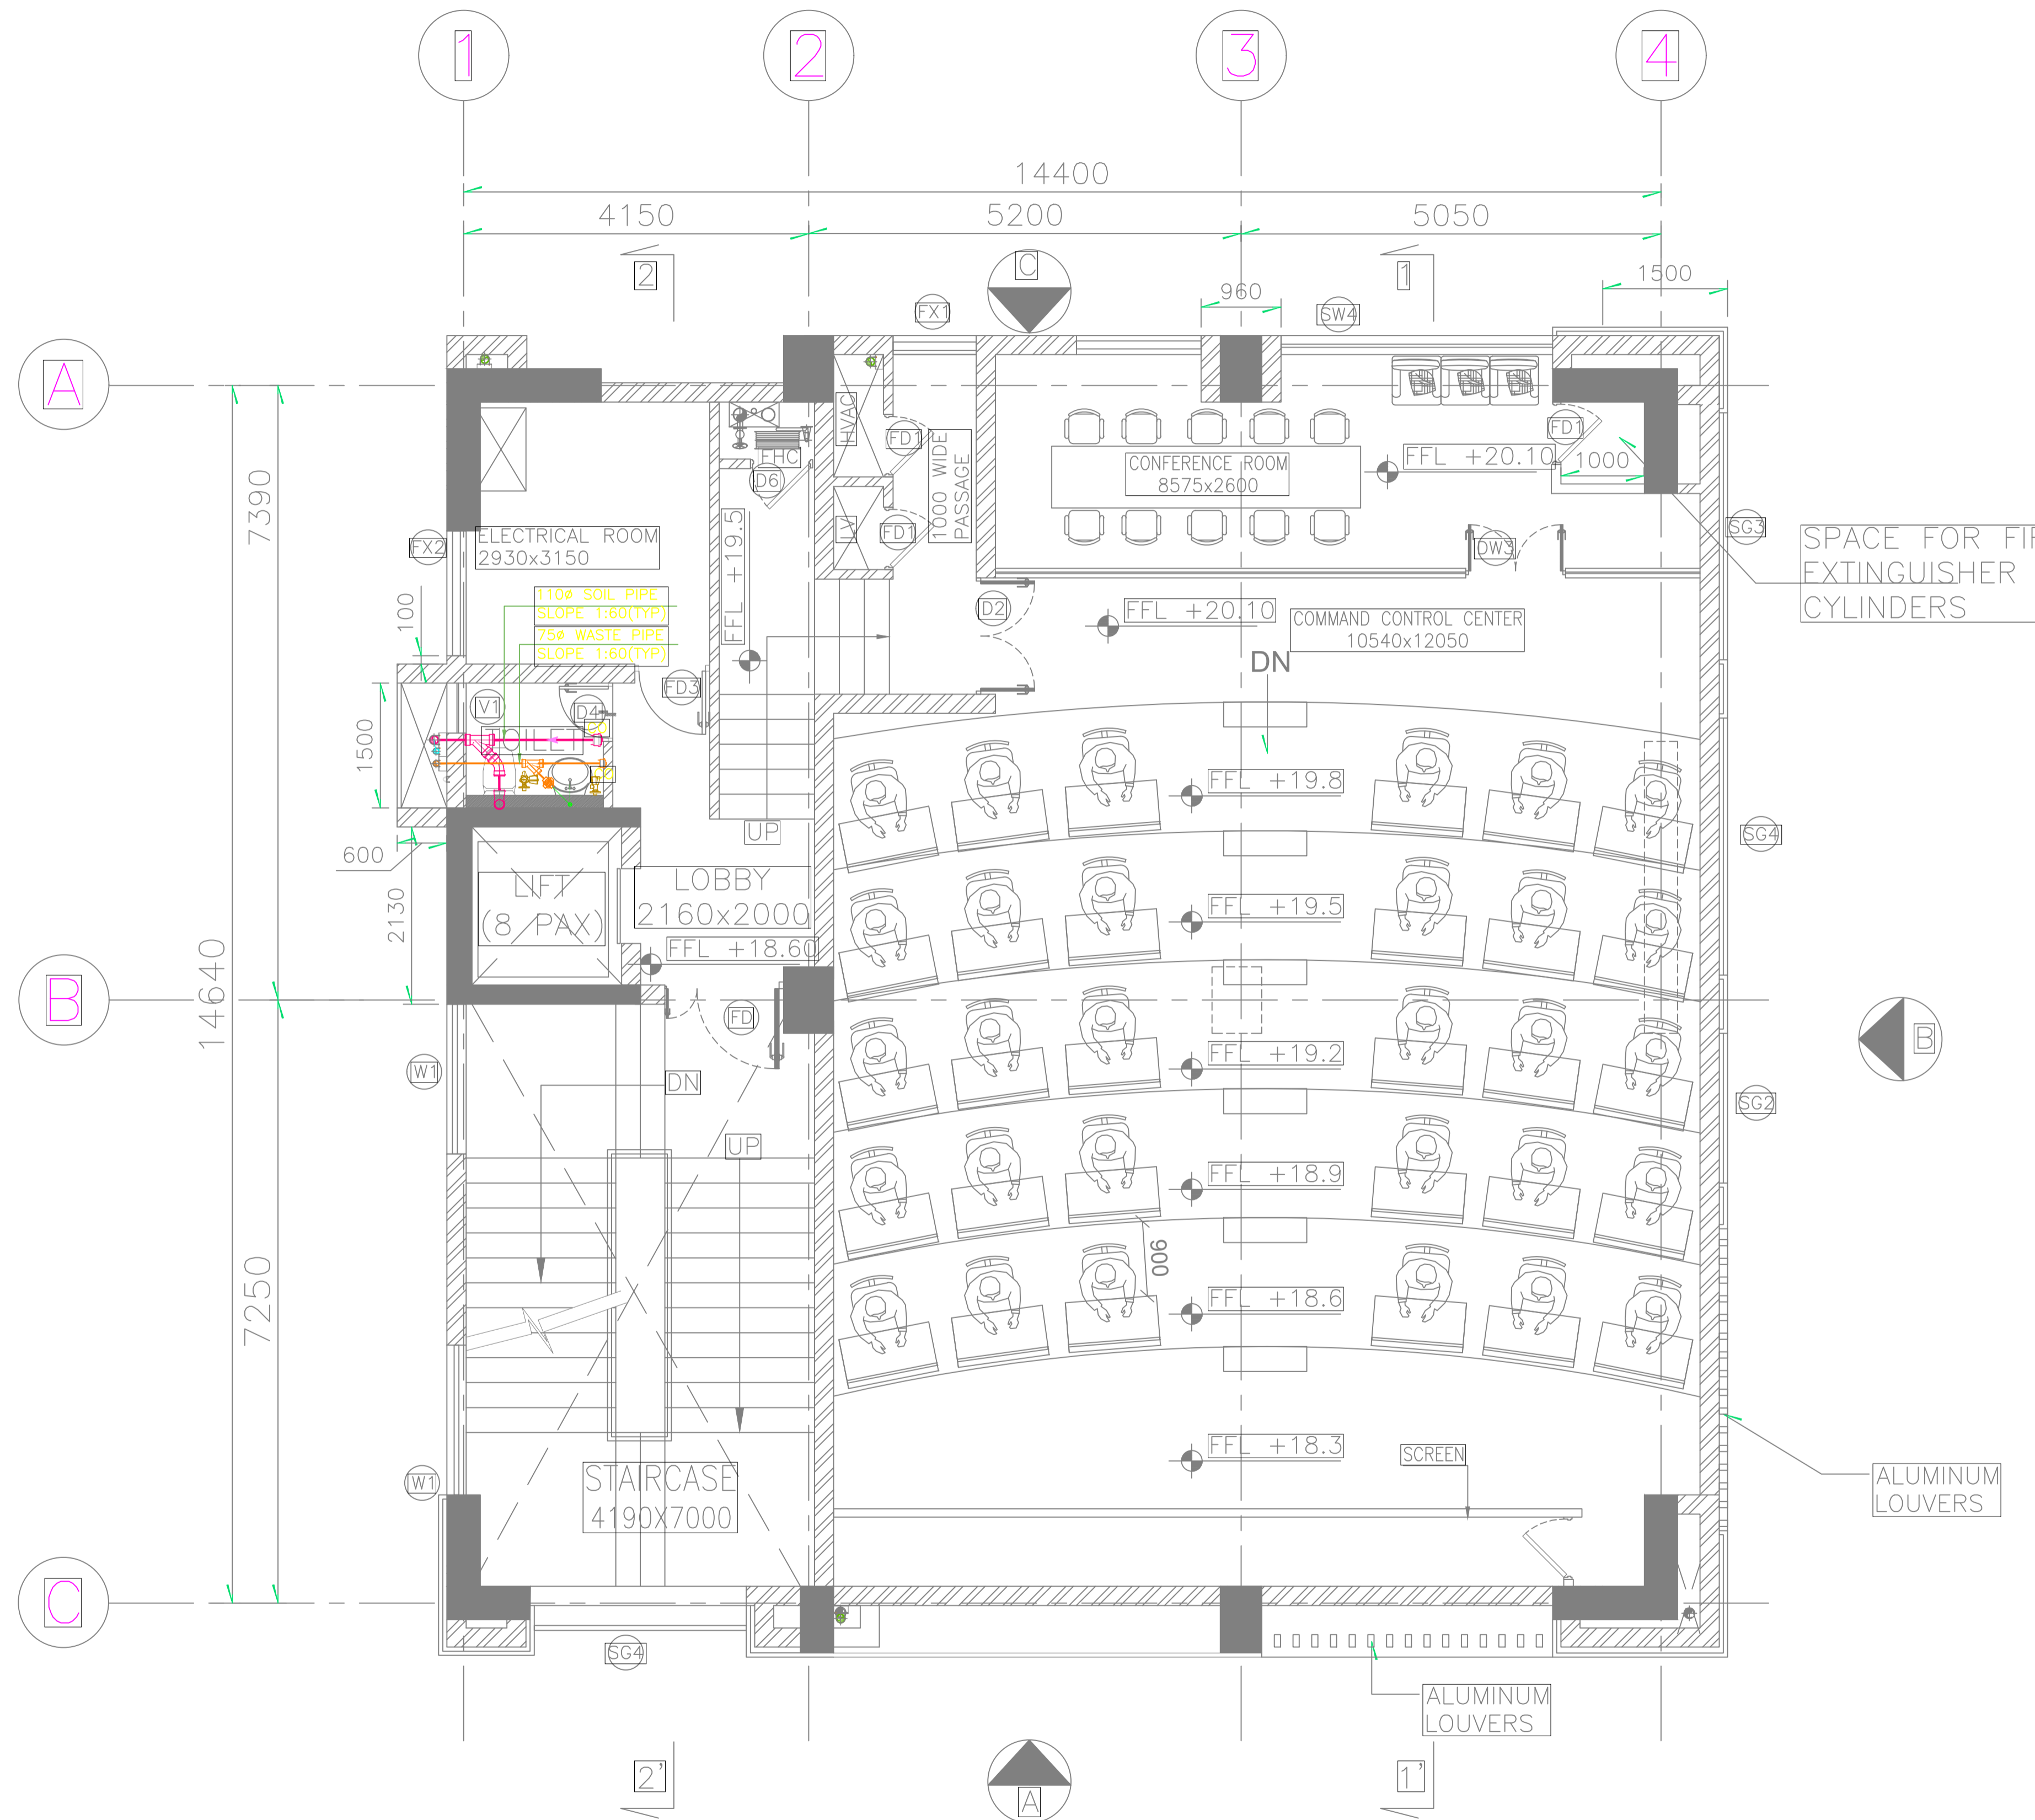 1
2
3
4
14400
4150
5200
5050
2
C
1
1500
960
FX1
SW4
A
HVAC
FD1
FHC
D6
1000 WIDE
PASSAGE
CONFERENCE ROOM
8575x2600
FFL +20.10
FD1
1000
7390
FX2
ELECTRICAL ROOM
2930x3150
FFL +19.5
LV
FD1
DW3
SG3
SPACE FOR FIR
EXTINGUISHER
CYLINDERS
100
110ø SOIL PIPE
SLOPE 1:60(TYP)
75ø WASTE PIPE
SLOPE 1:60(TYP)
D2
FFL +20.10
COMMAND CONTROL CENTER
10540x12050
DN
FD3
V1
D4
TOILET
1500
FFL +19.8
UP
SG4
600
LIFT
(8 PAX)
LOBBY
2160x2000
2130
FFL +19.5
FFL +18.60
14640
B
FD
B
FFL +19.2
W1
DN
SG2
UP
FFL +18.9
900
7250
FFL +18.6
FFL +18.3
SCREEN
W1
STAIRCASE
4190X7000
ALUMINUM
LOUVERS
C
SG4
ALUMINUM
LOUVERS
2'
A
1'